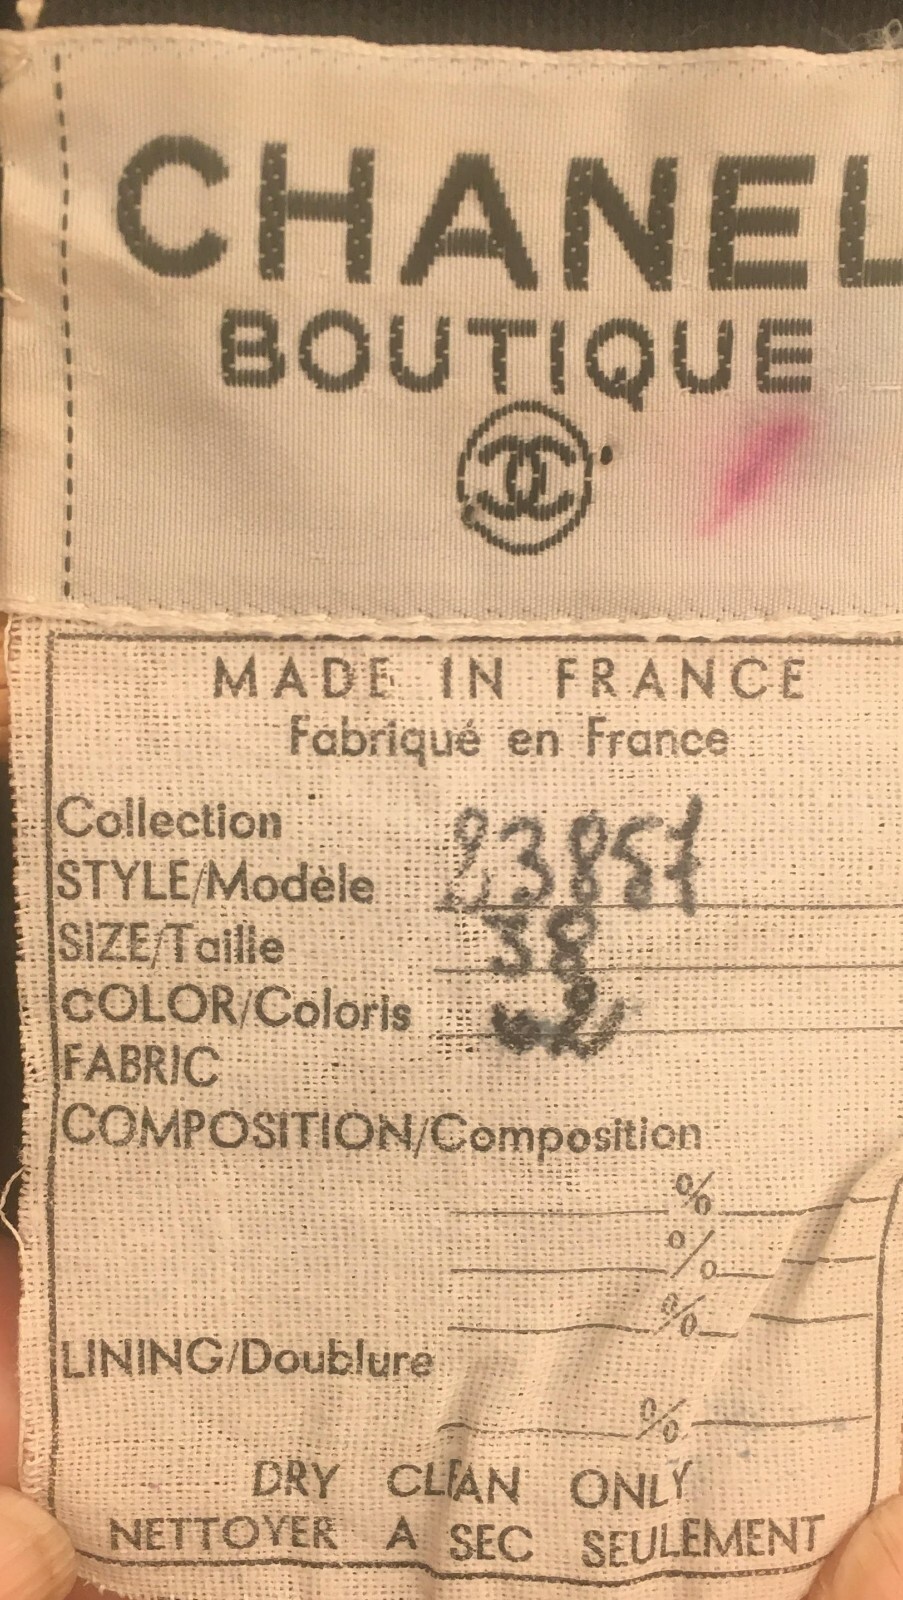 CHANEL
BOUTIQUE
MADE IN FRANCE
Fabriqué en France
Collection
STYLE/Modèle 23857
SIZE/Taille 38
COLOR/Coloris
FABRIC
COMPOSITION/Composition
%
%
%
LINING/Doublure
%
DRY CLEAN ONLY
NETTOYER A SEC SEULEMENT